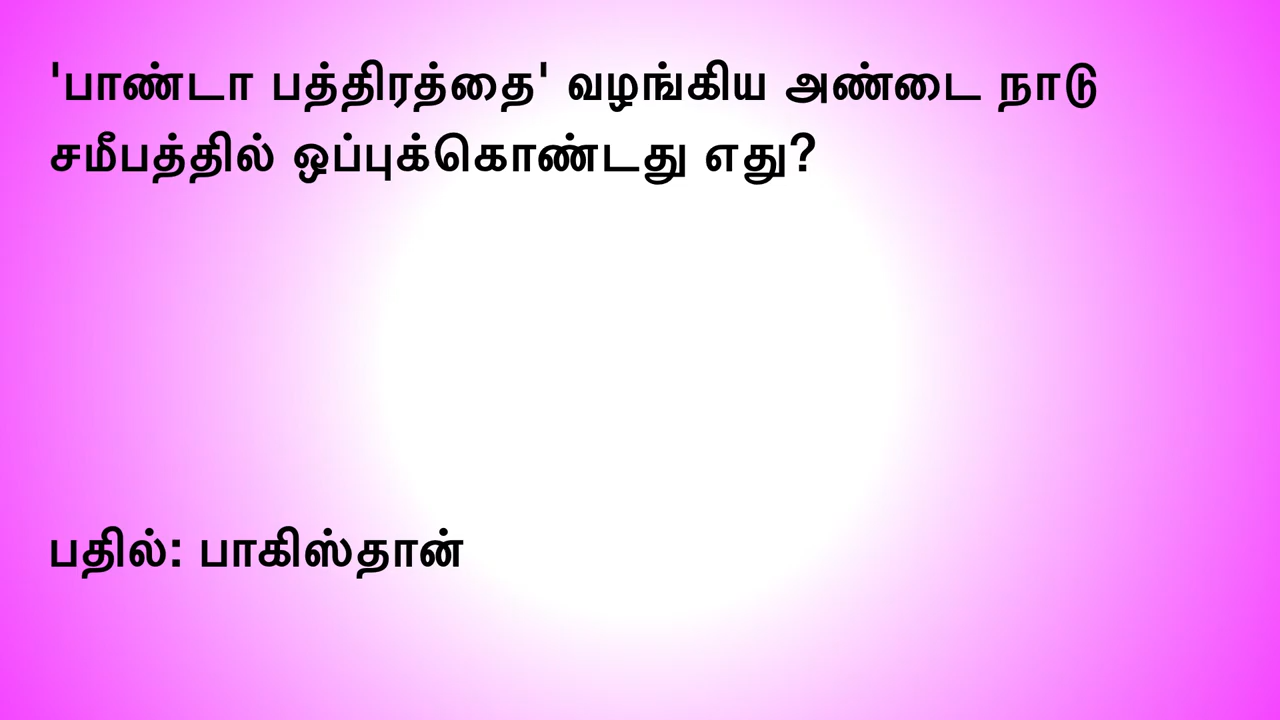 'பாண்டா பத்திரத்தை' வழங்கிய அண்டை நாடு
சமீபத்தில் ஒப்புக்கொண்டது எது?
பதில்: பாகிஸ்தான்